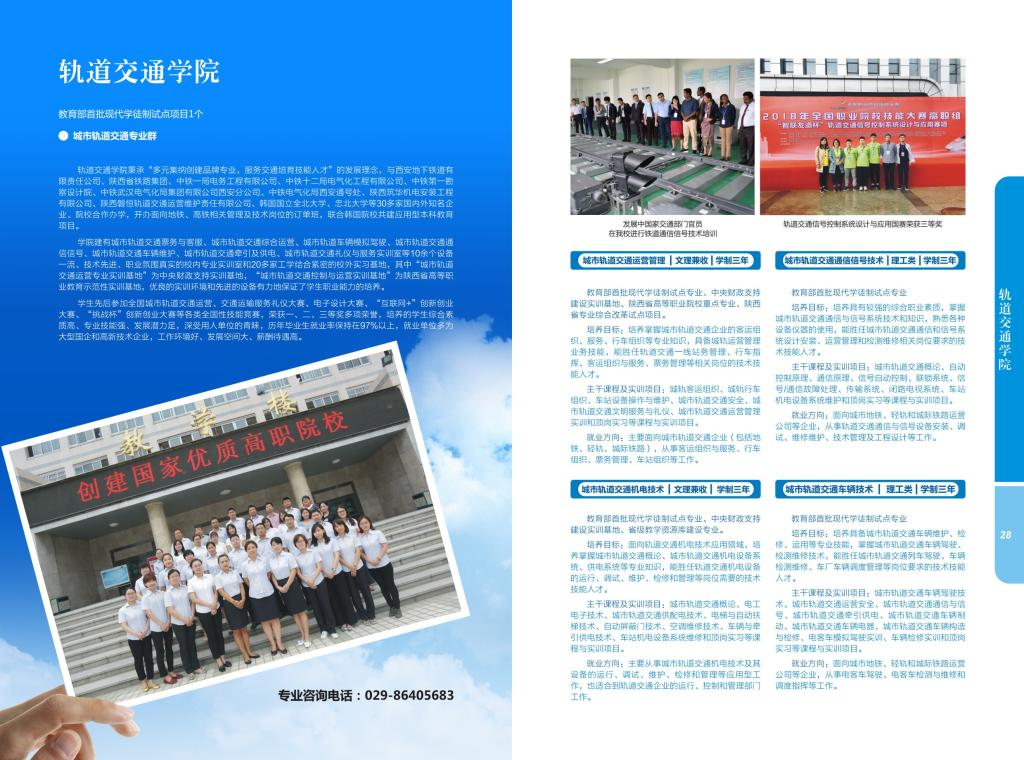 轨道交通学院
教育部首批现代学徒制试点项目1个
● 城市轨道交通专业群
轨道交通学院秉承“多元集纳创建品牌专业，服务交通培育技能人才”的发展理念，与西安地下铁道有
限责任公司、陕西省铁路集团、中铁一局电务工程有限公司、中铁十二局电气化工程有限公司、中铁第一勘
察设计院、中铁武汉电气化局集团有限公司西安分公司、中铁电气化局西安通号处、陕西筑华机电安装工程
有限公司、陕西磐恒轨道交通运营维护责任有限公司、韩国国立全北大学、忠北大学等30多家国内外知名企
业、院校合作办学，开办面向地铁、高铁相关管理及技术岗位的订单班，联合韩国院校共建应用型本科教育
项目。
学院建有城市轨道交通票务与客服、城市轨道交通综合运营、城市轨道车辆模拟驾驶、城市轨道交通通
信信号、城市轨道交通车辆维护、城市轨道交通牵引及供电、城市轨道交通礼仪与服务实训室等10余个设备
一流、技术先进、职业氛围真实的校内专业实训室和20多家工学结合紧密的校外实习基地，其中“城市轨道
交通运营专业实训基地”为中央财政支持实训基地，“城市轨道交通控制与运营实训基地”为陕西省高等职
业教育示范性实训基地，优良的实训环境和先进的设备有力地保证了学生职业能力的培养。
学生先后参加全国城市轨道交通运营、交通运输服务礼仪大赛、电子设计大赛、“互联网+”创新创业
大赛、“挑战杯”创新创业大赛等各类全国性技能竞赛，荣获一、二、三等奖多项荣誉，培养的学生综合素
质高、专业技能强、发展潜力足，深受用人单位的青睐，历年毕业生就业率保持在97%以上，就业单位多为
大型国企和高新技术企业，工作环境好、发展空间大、薪酬待遇高。
教学楼
创建国家优质高职院校
专业咨询电话：029-86405683
2018年全国职业院校技能大赛高职组
“智联友道杯”轨道交通信号控制系统设计与应用赛项
发展中国家交通部门官员
在我校进行铁道通信信号技术培训
轨道交通信号控制系统设计与应用国赛荣获三等奖
城市轨道交通运营管理 | 文理兼收 | 学制三年
教育部首批现代学徒制试点专业、中央财政支持
建设实训基地、陕西省高等职业院校重点专业、陕西
省专业综合改革试点项目。
培养目标：培养掌握城市轨道交通企业的客运组
织、服务、行车组织等专业知识，具备城轨运营管理
业务技能，能胜任轨道交通一线站务管理、行车指
挥、客运组织与服务、票务管理等相关岗位的技术技
能人才。
主干课程及实训项目：城轨客运组织、城轨行车
组织、车站设备操作与维护、城市轨道交通安全、城
市轨道交通文明服务与礼仪、城市轨道交通运营管理
实训和顶岗实习等课程与实训项目。
就业方向：主要面向城市轨道交通企业（包括地
铁、轻轨、城际铁路），从事客运组织与服务、行车
组织、票务管理、车站组织等工作。
城市轨道交通通信信号技术 | 理工类 | 学制三年
教育部首批现代学徒制试点专业
培养目标：培养具有较强的综合职业素质，掌握
城市轨道交通通信与信号系统技术和知识，熟悉各种
设备仪器的使用，能胜任城市轨道交通通信和信号系
统设计安装、运营管理和检测维修相关岗位要求的技
术技能人才。
主干课程及实训项目：城市轨道交通概论、自动
控制原理、通信原理、信号自动控制、联锁系统、信
号/通信故障处理、传输系统、闭路电视系统、车站
机电设备系统维护和顶岗实习等课程与实训项目。
就业方向：面向城市地铁、轻轨和城际铁路运营
公司等企业，从事轨道交通通信与信号设备安装、调
试、维修维护、技术管理及工程设计等工作。
城市轨道交通机电技术 | 文理兼收 | 学制三年
教育部首批现代学徒制试点专业、中央财政支持
建设实训基地、省级教学资源库建设专业。
培养目标：面向轨道交通机电技术应用领域，培
养掌握城市轨道交通概论、城市轨道交通机电设备系
统、供电系统等专业知识，能胜任轨道交通机电设备
的运行、调试、维护、检修和管理等岗位需要的技术
技能人才。
主干课程及实训项目：城市轨道交通概论、电工
电子技术、城市轨道交通供配电技术、电梯与自动扶
梯技术、自动屏蔽门技术、空调维修技术、车辆与牵
引供电技术、车站机电设备系统维修和顶岗实习等课
程与实训项目。
就业方向：主要从事城市轨道交通机电技术及其
设备的运行、调试、维护、检修和管理等应用型工
作，也适合到轨道交通企业的运行、控制和管理部门
工作。
城市轨道交通车辆技术 | 理工类 | 学制三年
教育部首批现代学徒制试点专业
培养目标：培养具备城市轨道交通车辆维护、检
修、运用等专业技能，掌握城市轨道交通车辆驾驶、
检测维修技术，能胜任城市轨道交通列车驾驶、车辆
检测维修、车厂车辆调度管理等岗位要求的技术技能
人才。
主干课程及实训项目：城市轨道交通车辆驾驶技
术、城市轨道交通运营安全、城市轨道交通通信与信
号、城市轨道交通牵引供电、城市轨道交通车辆制
动、城市轨道交通车辆电器、城市轨道交通车辆构造
与检修、电客车模拟驾驶实训、车辆检修实训和顶岗
实习等课程与实训项目。
就业方向：面向城市地铁、轻轨和城际铁路运营
公司等企业，从事电客车驾驶、电客车检测与维修和
调度指挥等工作。
轨道交通学院
28